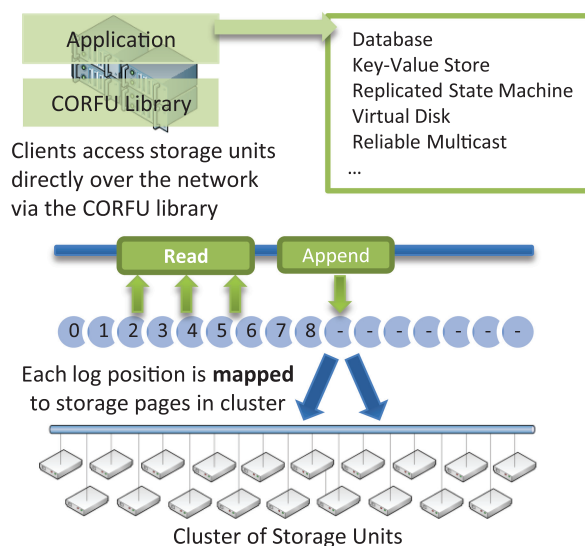 Application
CORFU Library
Database
Key-Value Store
Replicated State Machine
Virtual Disk
Reliable Multicast
...
Clients access storage units
directly over the network
via the CORFU library
Read
Append
0 1 2 3 4 5 6 7 8 - - - - - - -
Each log position is mapped
to storage pages in cluster
Cluster of Storage Units